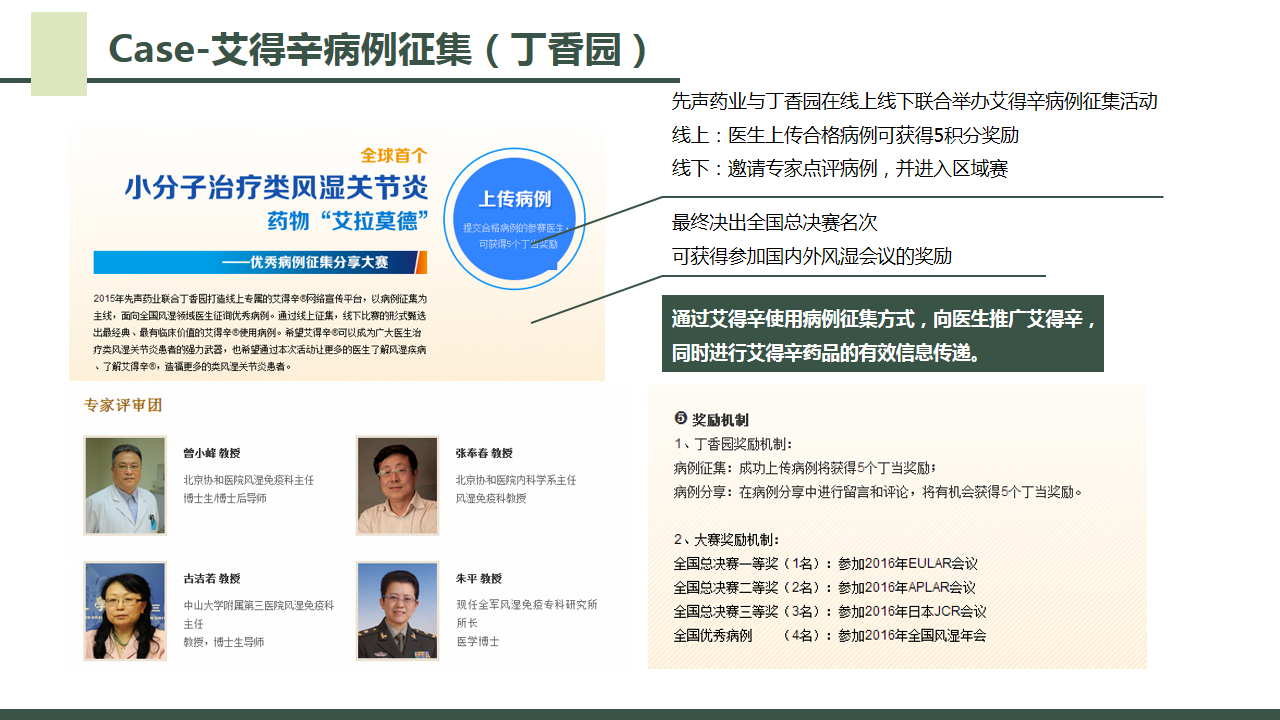 Case-艾得辛病例征集（丁香园）
先声药业与丁香园在线上线下联合举办艾得辛病例征集活动
线上：医生上传合格病例可获得5积分奖励
线下：邀请专家点评病例，并进入区域赛
最终决出全国总决赛名次
可获得参加国内外风湿会议的奖励
通过艾得辛使用病例征集方式，向医生推广艾得辛，
同时进行艾得辛药品的有效信息传递。
全球首个
小分子治疗类风湿关节炎
药物“艾拉莫德”
——优秀病例征集分享大赛
上传病例
提交合格病例的参赛医生，
可获得5个丁当奖励
2015年先声药业联合丁香园打造线上专属的艾得辛®网络宣传平台，以病例征集为
主线，面向全国风湿领域医生征询优秀病例。通过线上征集，线下比赛的形式甄选
出最经典、最有临床价值的艾得辛®使用病例。希望艾得辛®可以成为广大医生治
疗类风湿关节炎患者的强力武器，也希望通过本次活动让更多的医生了解风湿疾病
、了解艾得辛®，造福更多的类风湿关节炎患者。
专家评审团
曾小峰 教授
北京协和医院风湿免疫科主任
博士生/博士后导师
张奉春 教授
北京协和医院内科学系主任
风湿免疫科教授
古洁若 教授
中山大学附属第三医院风湿免疫科
主任
教授，博士生导师
朱平 教授
现任全军风湿免疫专科研究所
所长
医学博士
❺ 奖励机制
1、丁香园奖励机制：
病例征集：成功上传病例将获得5个丁当奖励；
病例分享：在病例分享中进行留言和评论，将有机会获得5个丁当奖励。
2、大赛奖励机制：
全国总决赛一等奖（1名）：参加2016年EULAR会议
全国总决赛二等奖（2名）：参加2016年APLAR会议
全国总决赛三等奖（3名）：参加2016年日本JCR会议
全国优秀病例 （4名）：参加2016年全国风湿年会